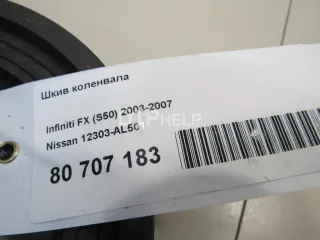 Шкив коленвала
Infiniti FX (S50) 2003-2007
Nissan 12303-AL501
80 707 183